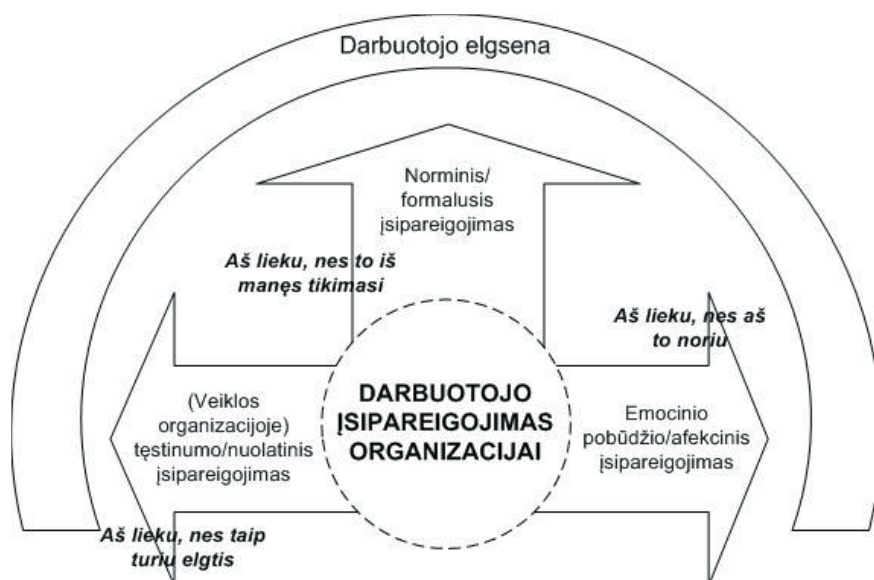 Darbuotojo elgsena
Norminis/
formalusis
įsipareigojimas
Aš lieku, nes to iš
manęs tikimasi
Aš lieku, nes aš
to noriu
DARBUOTOJO
ĮSIPAREIGOJIMAS
ORGANIZACIJAI
(Veiklos
organizacijoje)
tęstinumo/nuolatinis
įsipareigojimas
Emocinio
pobūdžio/afekcinis
įsipareigojimas
Aš lieku, nes taip
turiu elgtis